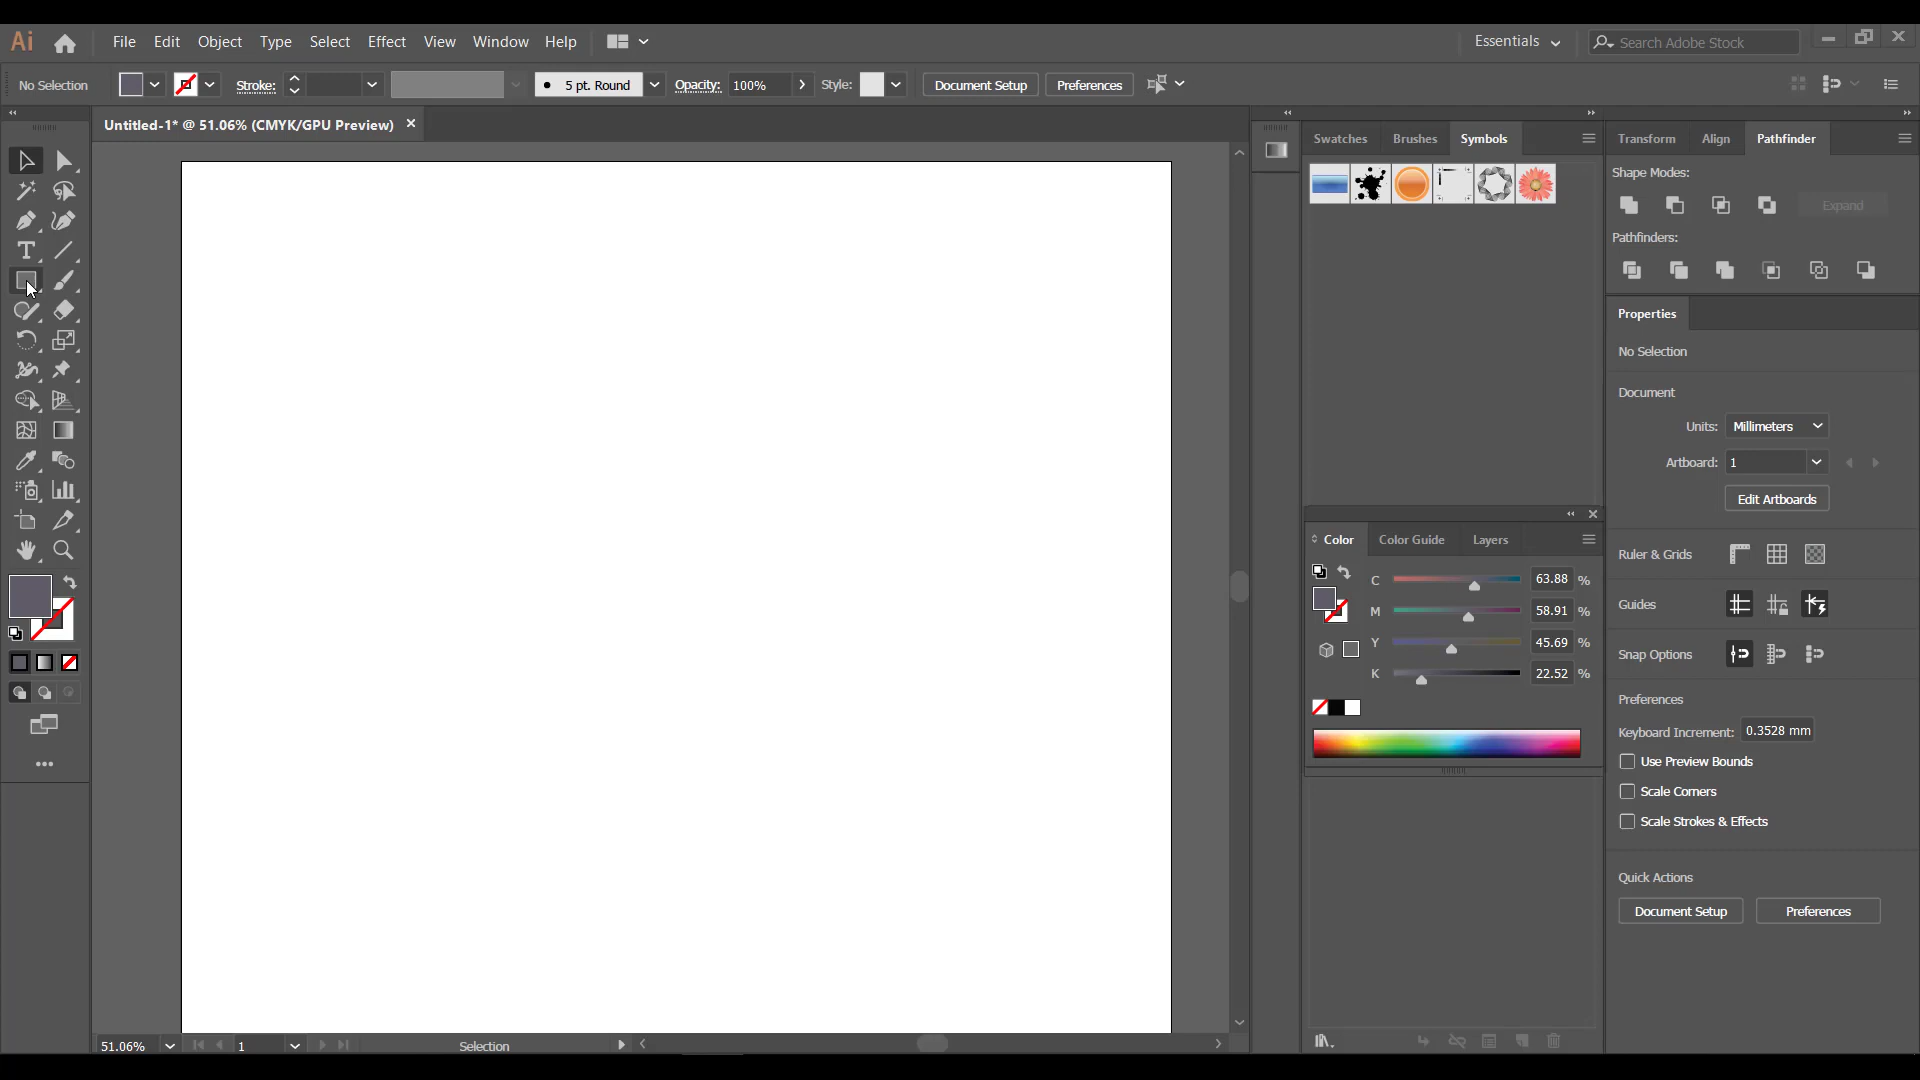 Ai File Edit Object Type Select Effect View Window Help Essentials Search Adobe Stock
No Selection Stroke: 5 pt. Round Opacity: 100% Style: Document Setup Preferences
Untitled-1* @ 51.06% (CMYK/GPU Preview)
Swatches Brushes Symbols
Transform Align Pathfinder
Shape Modes:
Expand
Pathfinders:
Properties
No Selection
Document
Units: Millimeters
Artboard: 1
Edit Artboards
Color Color Guide Layers
C 63.88 %
M 58.91 %
Y 45.69 %
K 22.52 %
Ruler & Grids
Guides
Snap Options
Preferences
Keyboard Increment: 0.3528 mm
Use Preview Bounds
Scale Corners
Scale Strokes & Effects
Quick Actions
Document Setup Preferences
51.06% 1 Selection